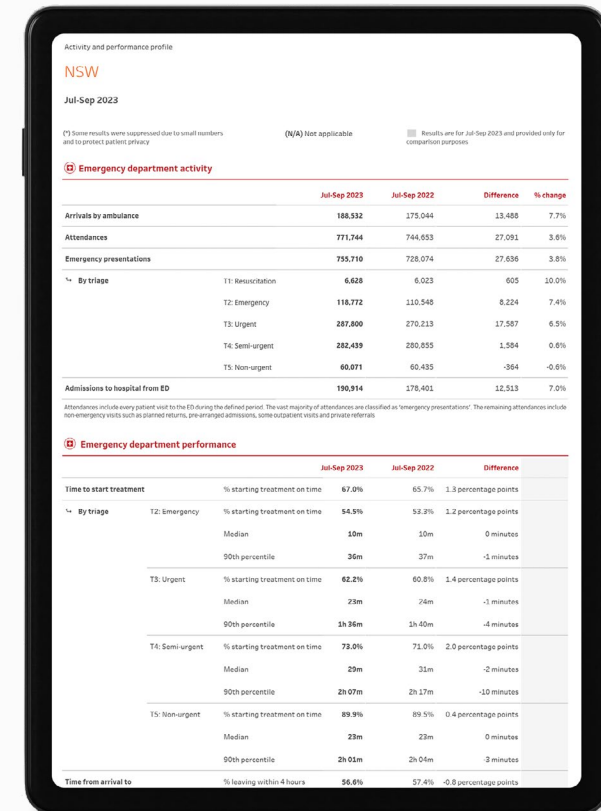 Activity and performance profile
NSW
Jul-Sep 2023
(*) Some results were suppressed due to small numbers and to protect patient privacy
(N/A) Not applicable
Results are for Jul-Sep 2023 and provided only for comparison purposes
Emergency department activity
Jul-Sep 2023 Jul-Sep 2022 Difference % change
Arrivals by ambulance 188,532 175,044 13,488 7.7%
Attendances 771,744 744,653 27,091 3.6%
Emergency presentations 755,710 728,074 27,636 3.8%
↳ By triage T1: Resuscitation 6,628 6,023 605 10.0%
T2: Emergency 118,772 110,548 8,224 7.4%
T3: Urgent 287,800 270,213 17,587 6.5%
T4: Semi-urgent 282,439 280,855 1,584 0.6%
T5: Non-urgent 60,071 60,435 -364 -0.6%
Admissions to hospital from ED 190,914 178,401 12,513 7.0%
Attendances include every patient visit to the ED during the defined period. The vast majority of attendances are classified as 'emergency presentations'. The remaining attendances include
non-emergency visits such as planned returns, pre-arranged admissions, some outpatient visits and private referrals
Emergency department performance
Jul-Sep 2023 Jul-Sep 2022 Difference
Time to start treatment % starting treatment on time 67.0% 65.7% 1.3 percentage points
↳ By triage T2: Emergency % starting treatment on time 54.5% 53.3% 1.2 percentage points
Median 10m 10m 0 minutes
90th percentile 36m 37m -1 minutes
T3: Urgent % starting treatment on time 62.2% 60.8% 1.4 percentage points
Median 23m 24m -1 minutes
90th percentile 1h 36m 1h 40m -4 minutes
T4: Semi-urgent % starting treatment on time 73.0% 71.0% 2.0 percentage points
Median 29m 31m -2 minutes
90th percentile 2h 07m 2h 17m -10 minutes
T5: Non-urgent % starting treatment on time 89.9% 89.5% 0.4 percentage points
Median 23m 23m 0 minutes
90th percentile 2h 01m 2h 04m -3 minutes
Time from arrival to % leaving within 4 hours 56.6% 57.4% -0.8 percentage points